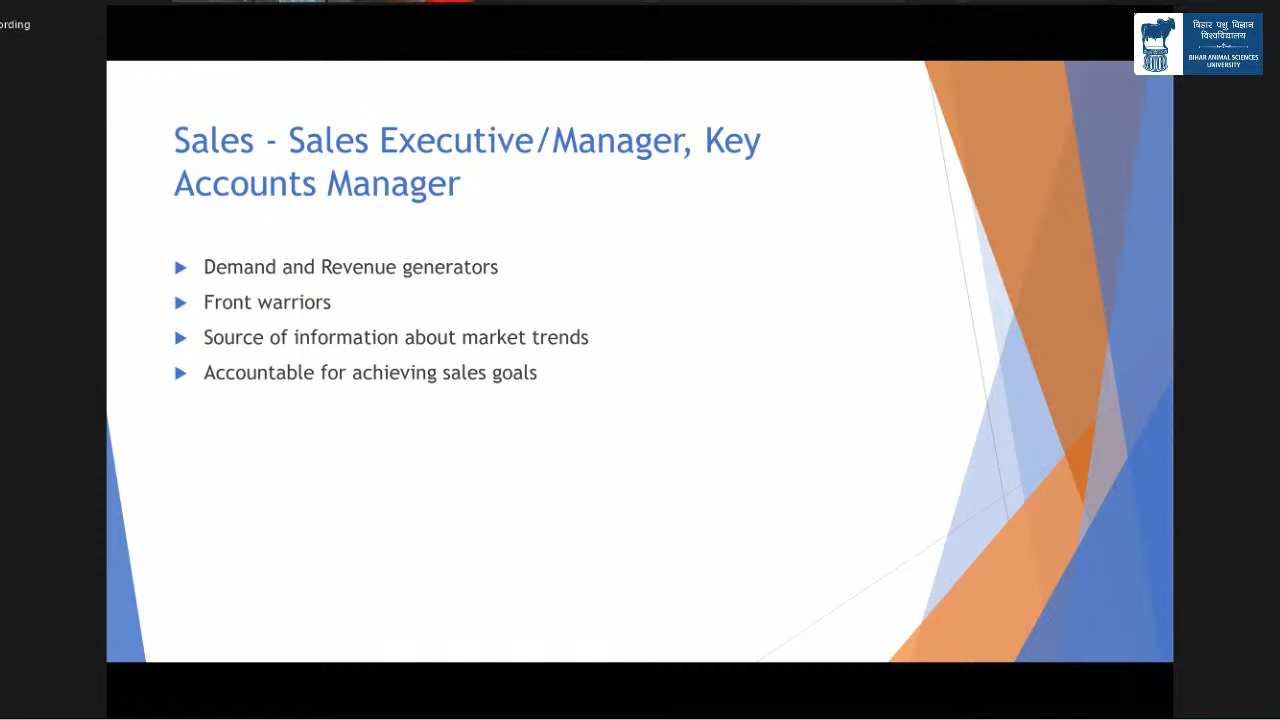 ording
बिहार पशु विज्ञान
विश्वविद्यालय
BIHAR ANIMAL SCIENCES
UNIVERSITY
Sales - Sales Executive/Manager, Key
Accounts Manager
Demand and Revenue generators
Front warriors
Source of information about market trends
Accountable for achieving sales goals